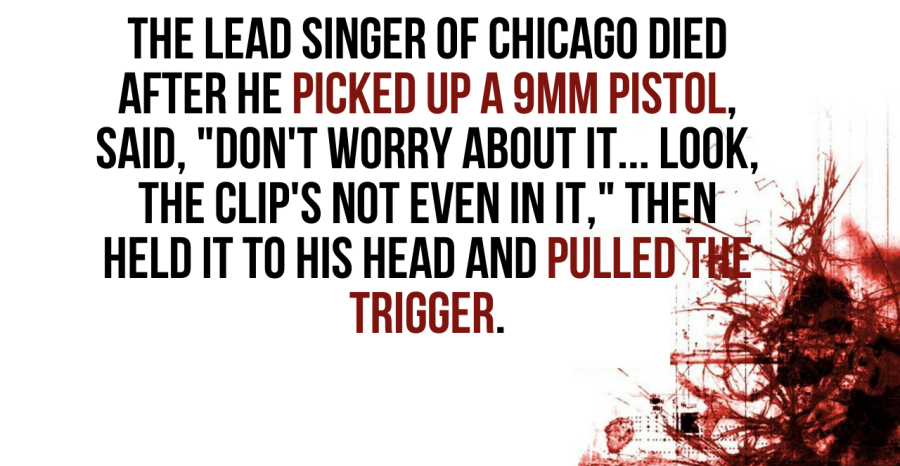 THE LEAD SINGER OF CHICAGO DIED
AFTER HE PICKED UP A 9MM PISTOL,
SAID, "DON'T WORRY ABOUT IT... LOOK,
THE CLIP'S NOT EVEN IN IT," THEN
HELD IT TO HIS HEAD AND PULLED THE
TRIGGER.